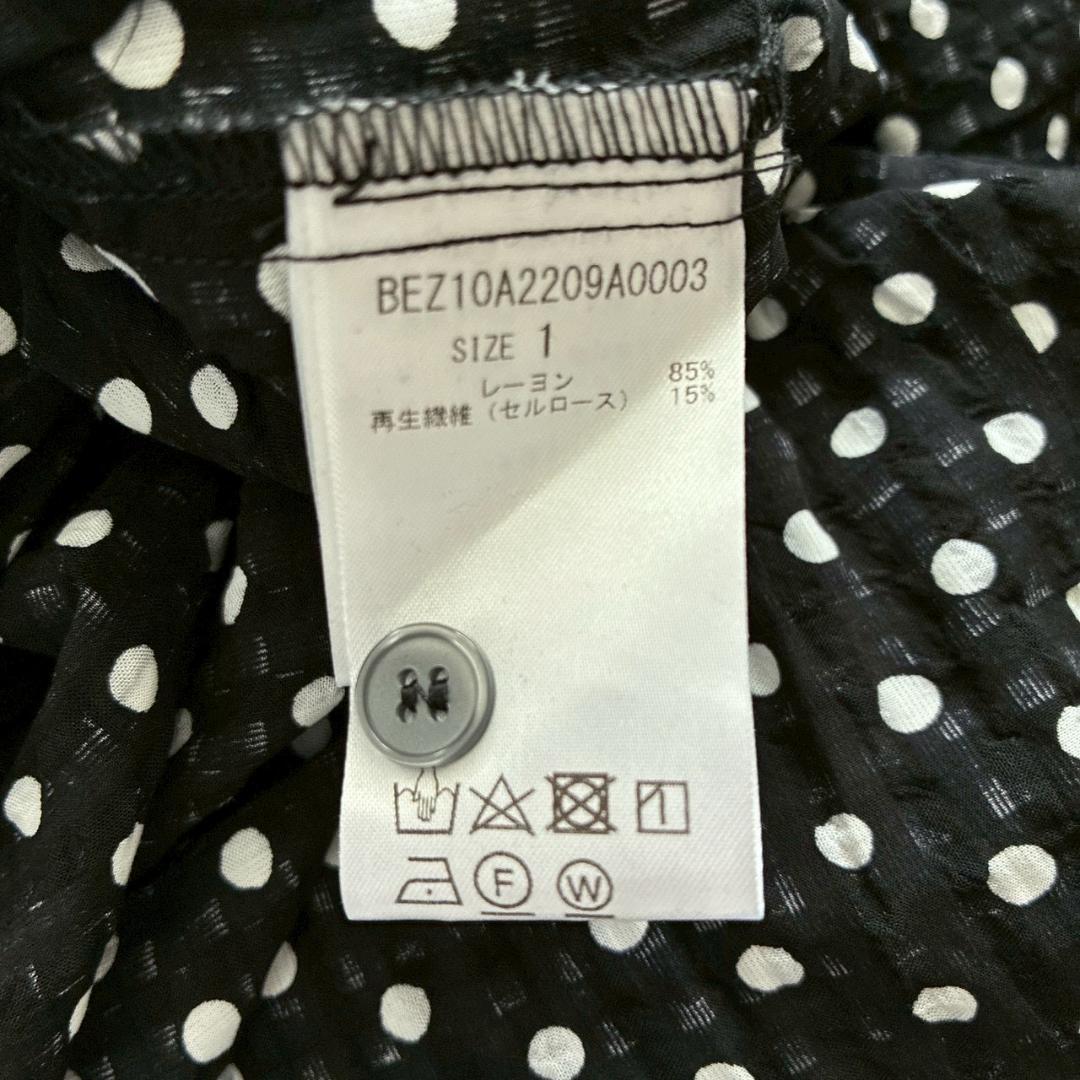 BEZ10A2209A0003
SIZE 1
レーヨン 85%
再生繊維(セルロース) 15%
F W